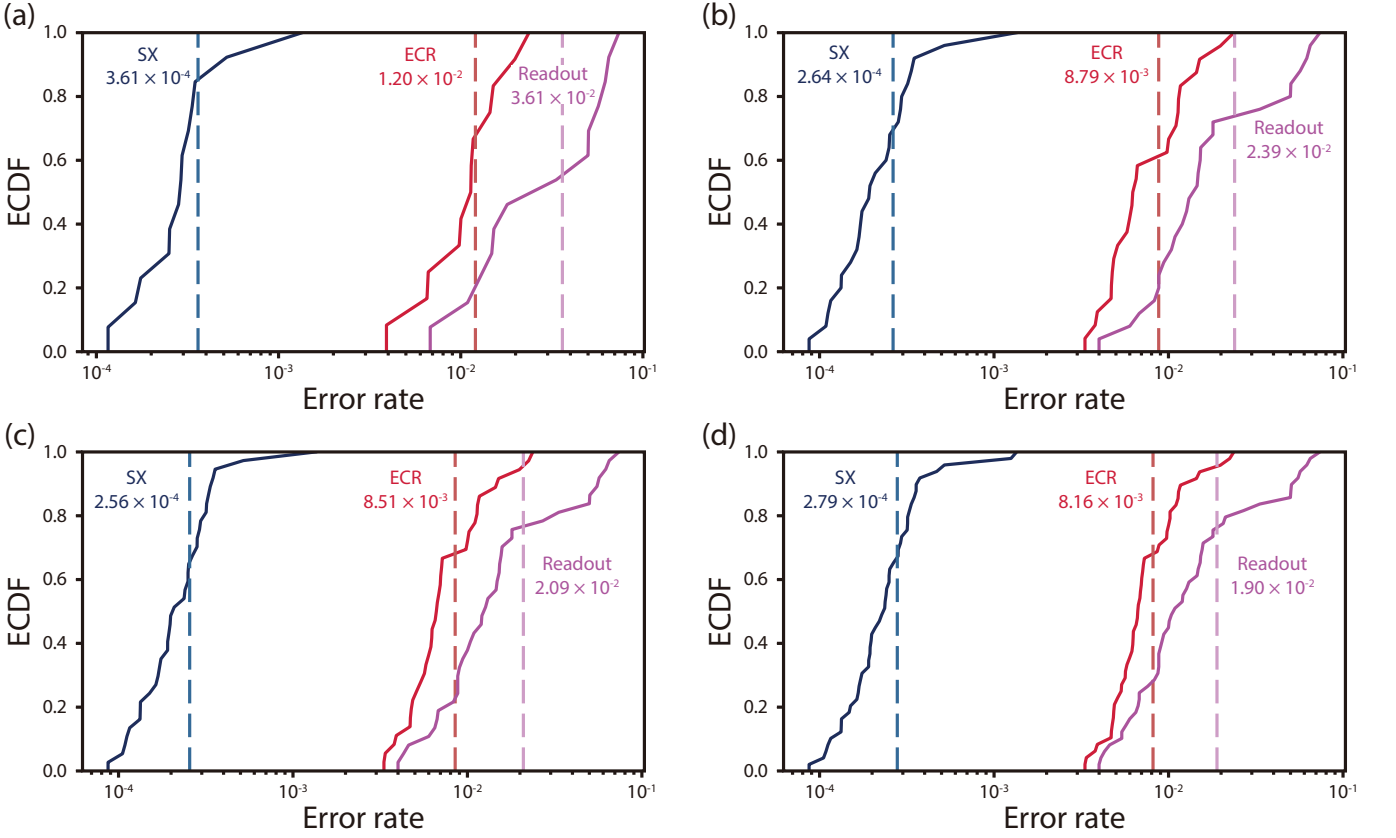 (a)
1.0
0.8
0.6
0.4
0.2
0.0
ECDF
SX
3.61 × 10⁻⁴
ECR
1.20 × 10⁻²
Readout
3.61 × 10⁻²
10⁻⁴
10⁻³
10⁻²
10⁻¹
Error rate
(b)
1.0
0.8
0.6
0.4
0.2
0.0
ECDF
SX
2.64 × 10⁻⁴
ECR
8.79 × 10⁻³
Readout
2.39 × 10⁻²
10⁻⁴
10⁻³
10⁻²
10⁻¹
Error rate
(c)
1.0
0.8
0.6
0.4
0.2
0.0
ECDF
SX
2.56 × 10⁻⁴
ECR
8.51 × 10⁻³
Readout
2.09 × 10⁻²
10⁻⁴
10⁻³
10⁻²
10⁻¹
Error rate
(d)
1.0
0.8
0.6
0.4
0.2
0.0
ECDF
SX
2.79 × 10⁻⁴
ECR
8.16 × 10⁻³
Readout
1.90 × 10⁻²
10⁻⁴
10⁻³
10⁻²
10⁻¹
Error rate